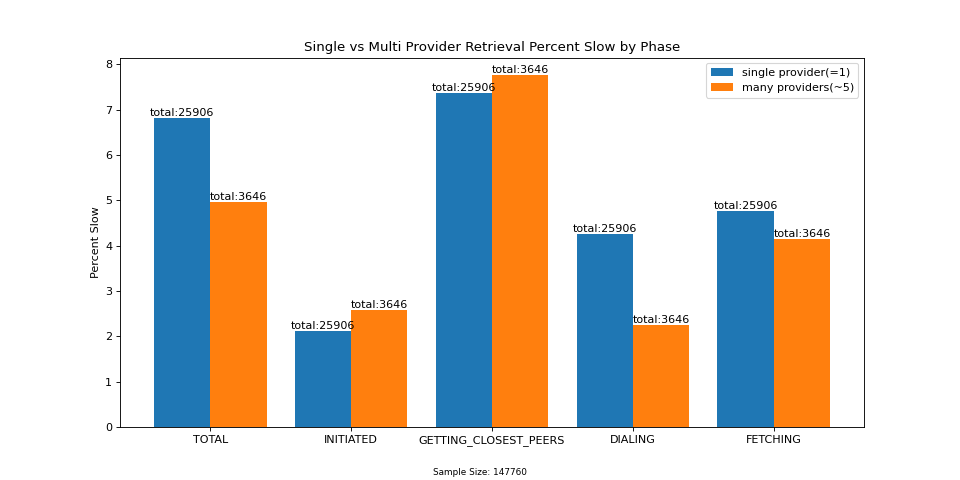 Single vs Multi Provider Retrieval Percent Slow by Phase
single provider(=1)
many providers(~5)
Percent Slow
8
7
6
5
4
3
2
1
0
total:25906
total:3646
total:25906
total:3646
total:25906
total:3646
total:25906
total:3646
total:25906
total:3646
TOTAL INITIATED GETTING_CLOSEST_PEERS DIALING FETCHING
Sample Size: 147760